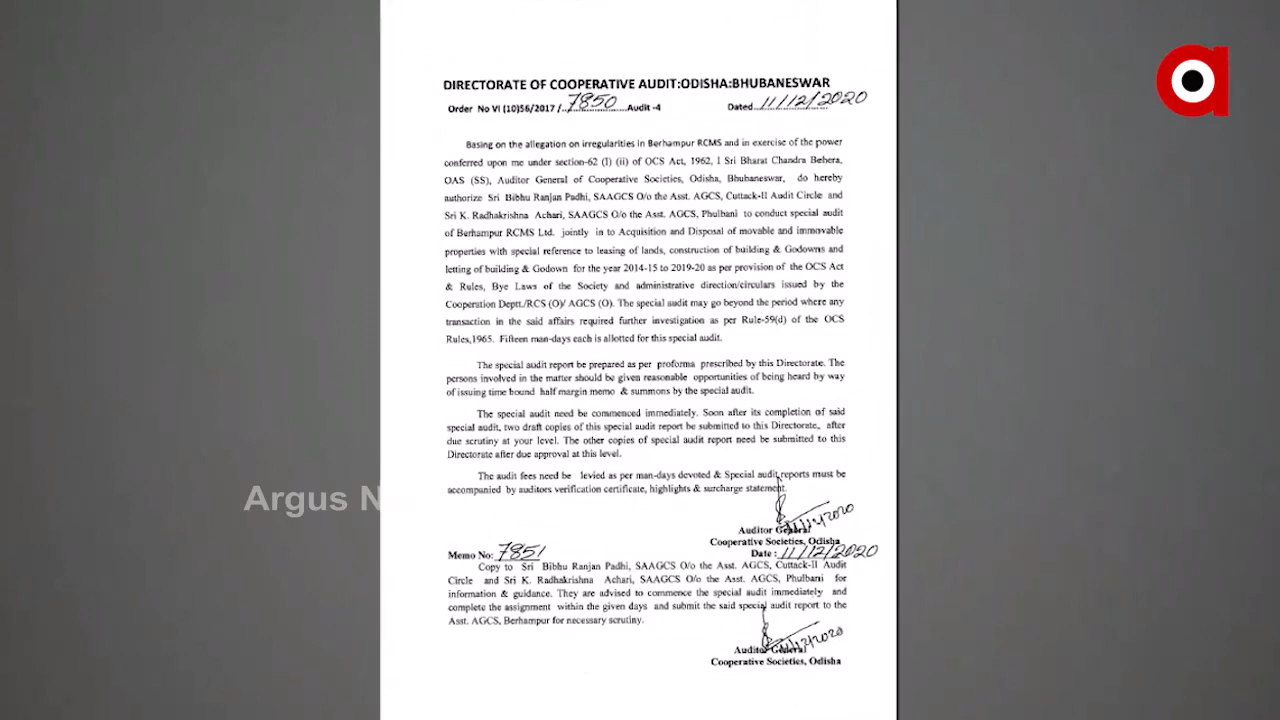 DIRECTORATE OF COOPERATIVE AUDIT:ODISHA:BHUBANESWAR
Order No VI (10)56/2017 /..7850......Audit -4 Dated...11/12/2020
Basing on the allegation on irregularities in Berhampur RCMS and in exercise of the power
conferred upon me under section-62 (I) (ii) of OCS Act, 1962, I Sri Bharat Chandra Behera,
OAS (SS), Auditor General of Cooperative Societies, Odisha, Bhubaneswar, do hereby
authorize Sri Bibhu Ranjan Padhi, SAAGCS O/o the Asst. AGCS, Cuttack-II Audit Circle and
Sri K. Radhakrishna Achari, SAAGCS O/o the Asst. AGCS, Phulbani to conduct special audit
of Berhampur RCMS Ltd. jointly in to Acquisition and Disposal of movable and immovable
properties with special reference to leasing of lands, construction of building & Godowns and
letting of building & Godown for the year 2014-15 to 2019-20 as per provision of the OCS Act
& Rules, Bye Laws of the Society and administrative direction/circulars issued by the
Cooperation Deptt./RCS (O)/ AGCS (O). The special audit may go beyond the period where any
transaction in the said affairs required further investigation as per Rule-59(d) of the OCS
Rules,1965. Fifteen man-days each is allotted for this special audit.
The special audit report be prepared as per proforma prescribed by this Directorate. The
persons involved in the matter should be given reasonable opportunities of being heard by way
of issuing time bound half margin memo & summons by the special audit.
The special audit need be commenced immediately. Soon after its completion of said
special audit, two draft copies of this special audit report be submitted to this Directorate, after
due scrutiny at your level. The other copies of special audit report need be submitted to this
Directorate after due approval at this level.
The audit fees need be levied as per man-days devoted & Special audit reports must be
accompanied by auditors verification certificate, highlights & surcharge statement.
Argus N
11/12/2020
Auditor General
Cooperative Societies, Odisha
Memo No: 7851 Date : 11/12/2020
Copy to Sri Bibhu Ranjan Padhi, SAAGCS O/o the Asst. AGCS, Cuttack-II Audit
Circle and Sri K. Radhakrishna Achari, SAAGCS O/o the Asst. AGCS, Phulbani for
information & guidance. They are advised to commence the special audit immediately and
complete the assignment within the given days and submit the said special audit report to the
Asst. AGCS, Berhampur for necessary scrutiny.
11/12/2020
Auditor General
Cooperative Societies, Odisha